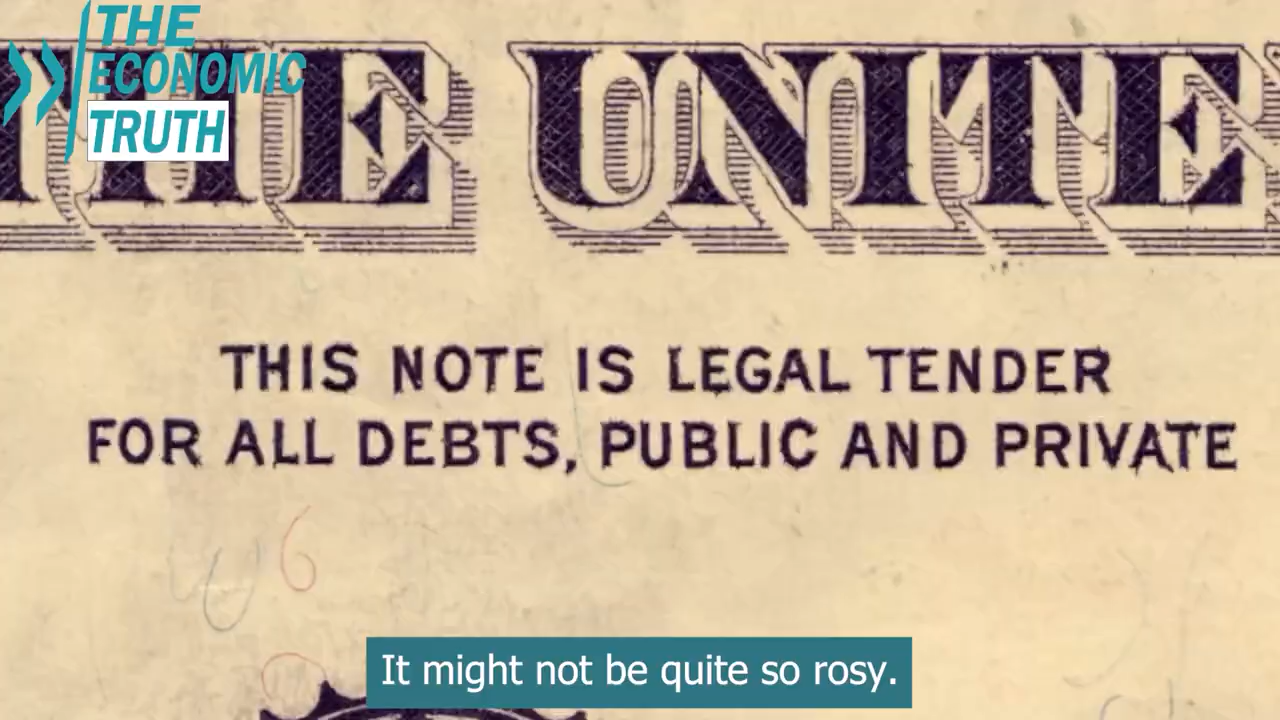 THE
ECONOMIC
TRUTH
THE UNITE
THIS NOTE IS LEGAL TENDER
FOR ALL DEBTS, PUBLIC AND PRIVATE
6
It might not be quite so rosy.